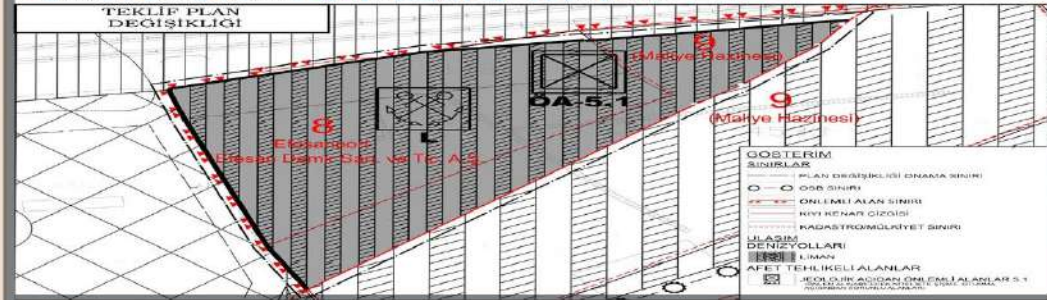 TEKLİF PLAN
DEĞİŞİKLİĞİ
9
(Maliye Hazinesi)
ÖA-5.1
8
L
9
(Maliye Hazinesi)
Efesanport
Efesan Demir San. ve Tic. A.Ş.
GÖSTERİM
SINIRLAR
PLAN DEĞİŞİKLİĞİ ONAMA SINIRI
OSB SINIRI
ÖNLEMLİ ALAN SINIRI
KIYI KENAR ÇİZGİSİ
KADASTRO/MÜLKİYET SINIRI
ULAŞIM
DENİZYOLLARI
LİMAN
AFET TEHLİKELİ ALANLAR
JEOLOJİK AÇIDAN ÖNLEMLİ ALANLAR 5.1